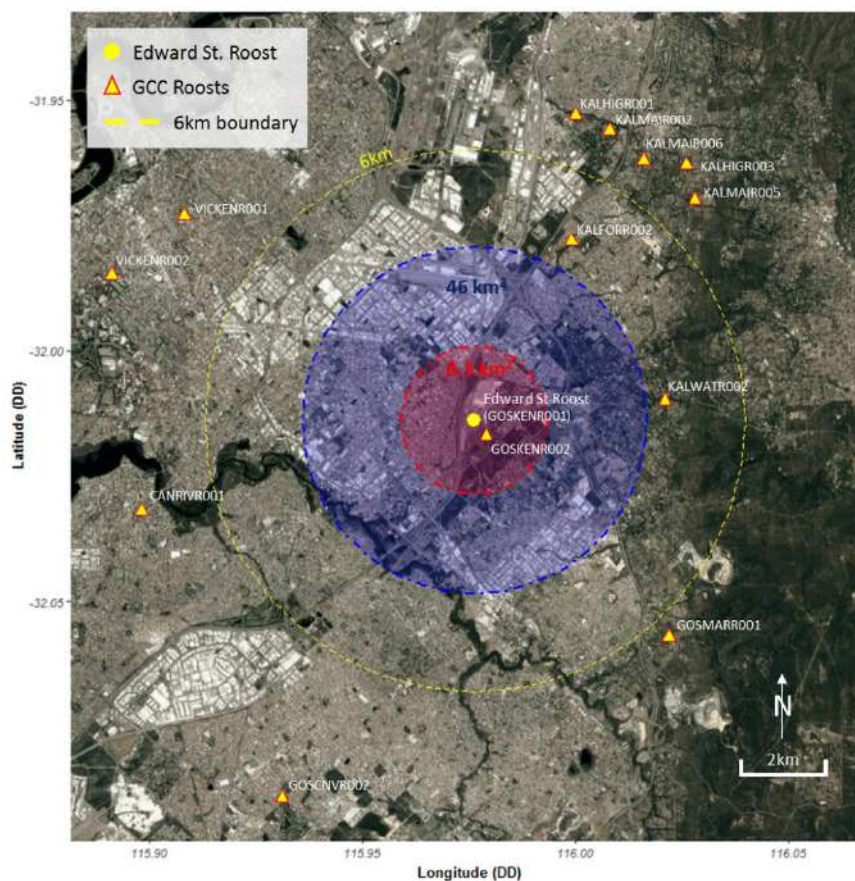 Edward St. Roost
GCC Roosts
6km boundary
KALHIGR001
KALMAIR002
KALMAIR006
KALHIGR003
KALMAIR005
6km
VICKENR001
KALFORR002
VICKENR002
46 km²
KALWATR002
Edward St Roost
(GOSKENR001)
GOSKENR002
CANRIVR001
GOSMARR001
N
2km
GOSCNVR002
-31.95
-32.00
-32.05
Latitude (DD)
115.90
115.95
116.00
116.05
Longitude (DD)